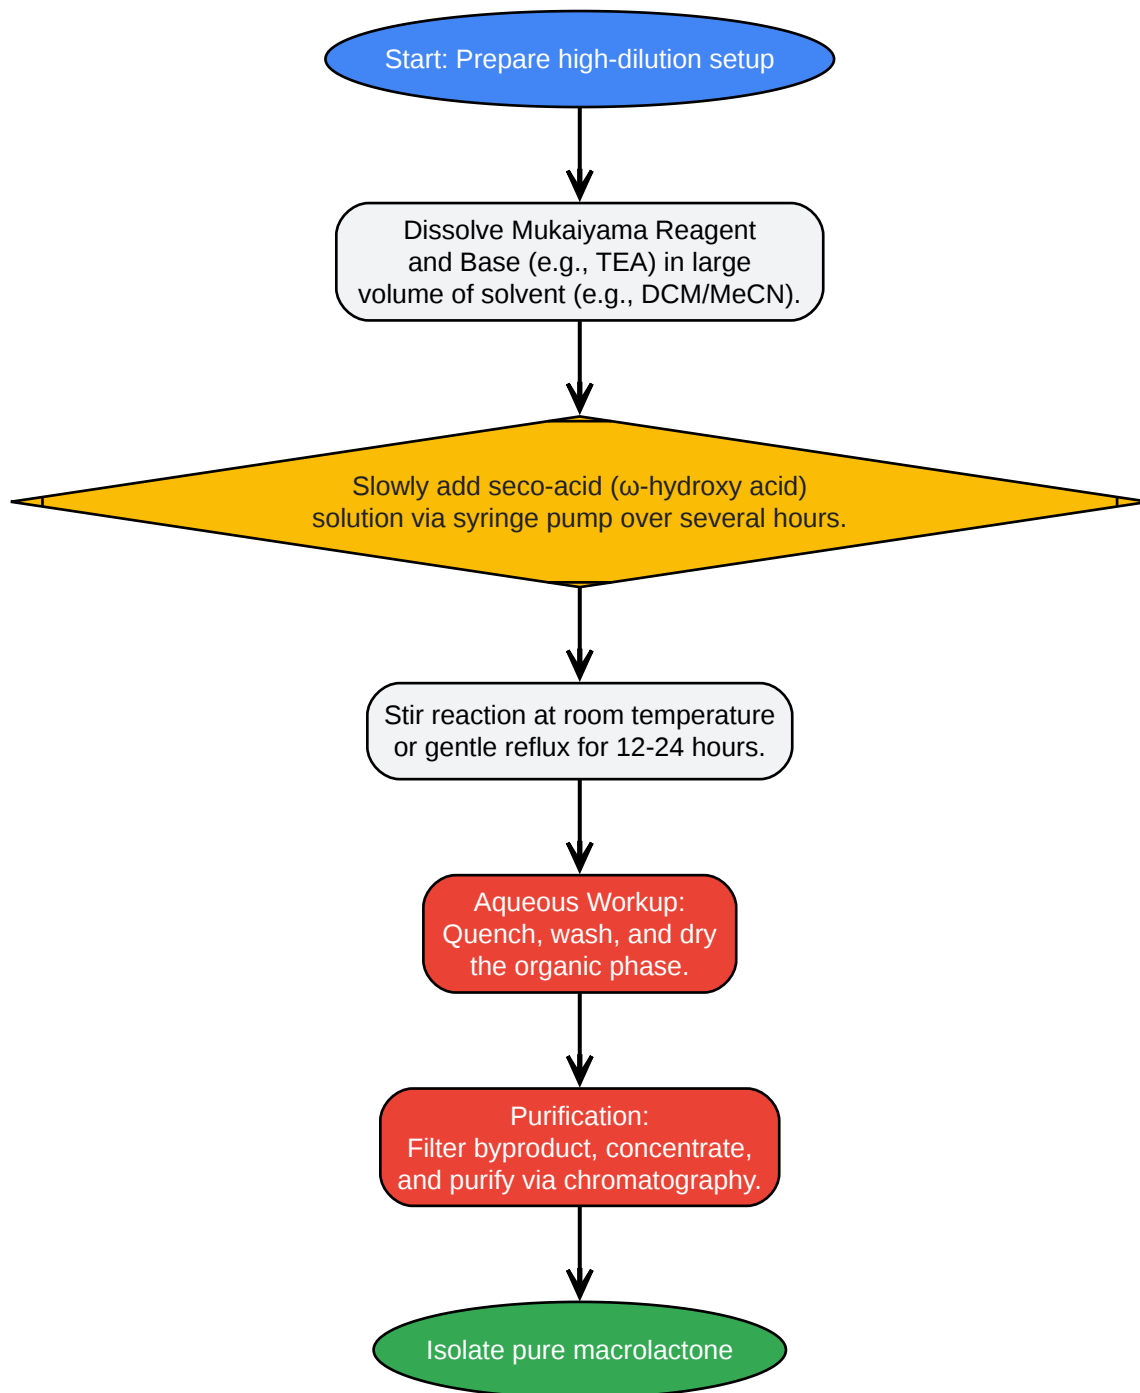 Start: Prepare high-dilution setup
Dissolve Mukaiyama Reagent
and Base (e.g., TEA) in large
volume of solvent (e.g., DCM/MeCN).
Slowly add seco-acid (ω-hydroxy acid)
solution via syringe pump over several hours.
Stir reaction at room temperature
or gentle reflux for 12-24 hours.
Aqueous Workup:
Quench, wash, and dry
the organic phase.
Purification:
Filter byproduct, concentrate,
and purify via chromatography.
Isolate pure macrolactone